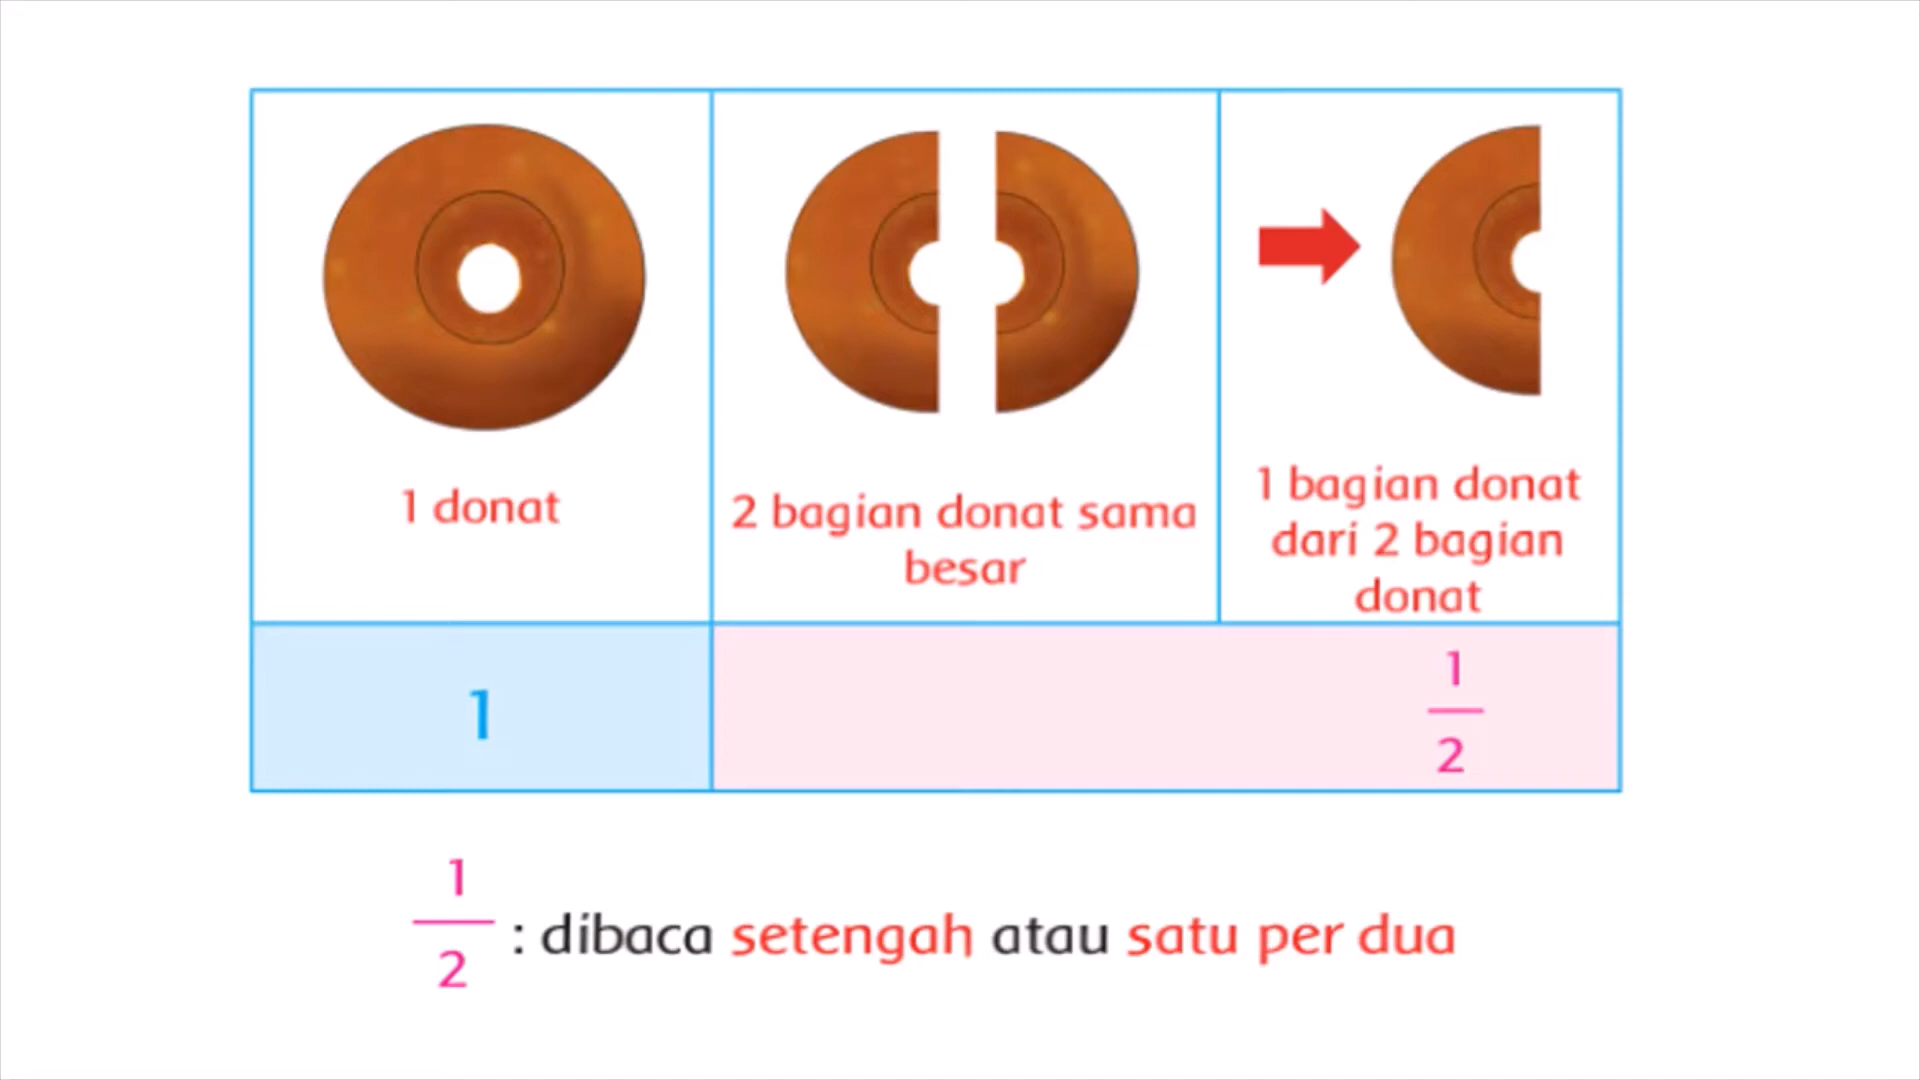 1 donat
2 bagian donat sama
besar
1 bagian donat
dari 2 bagian
donat
1
1
2
1
2
: dibaca setengah atau satu per dua